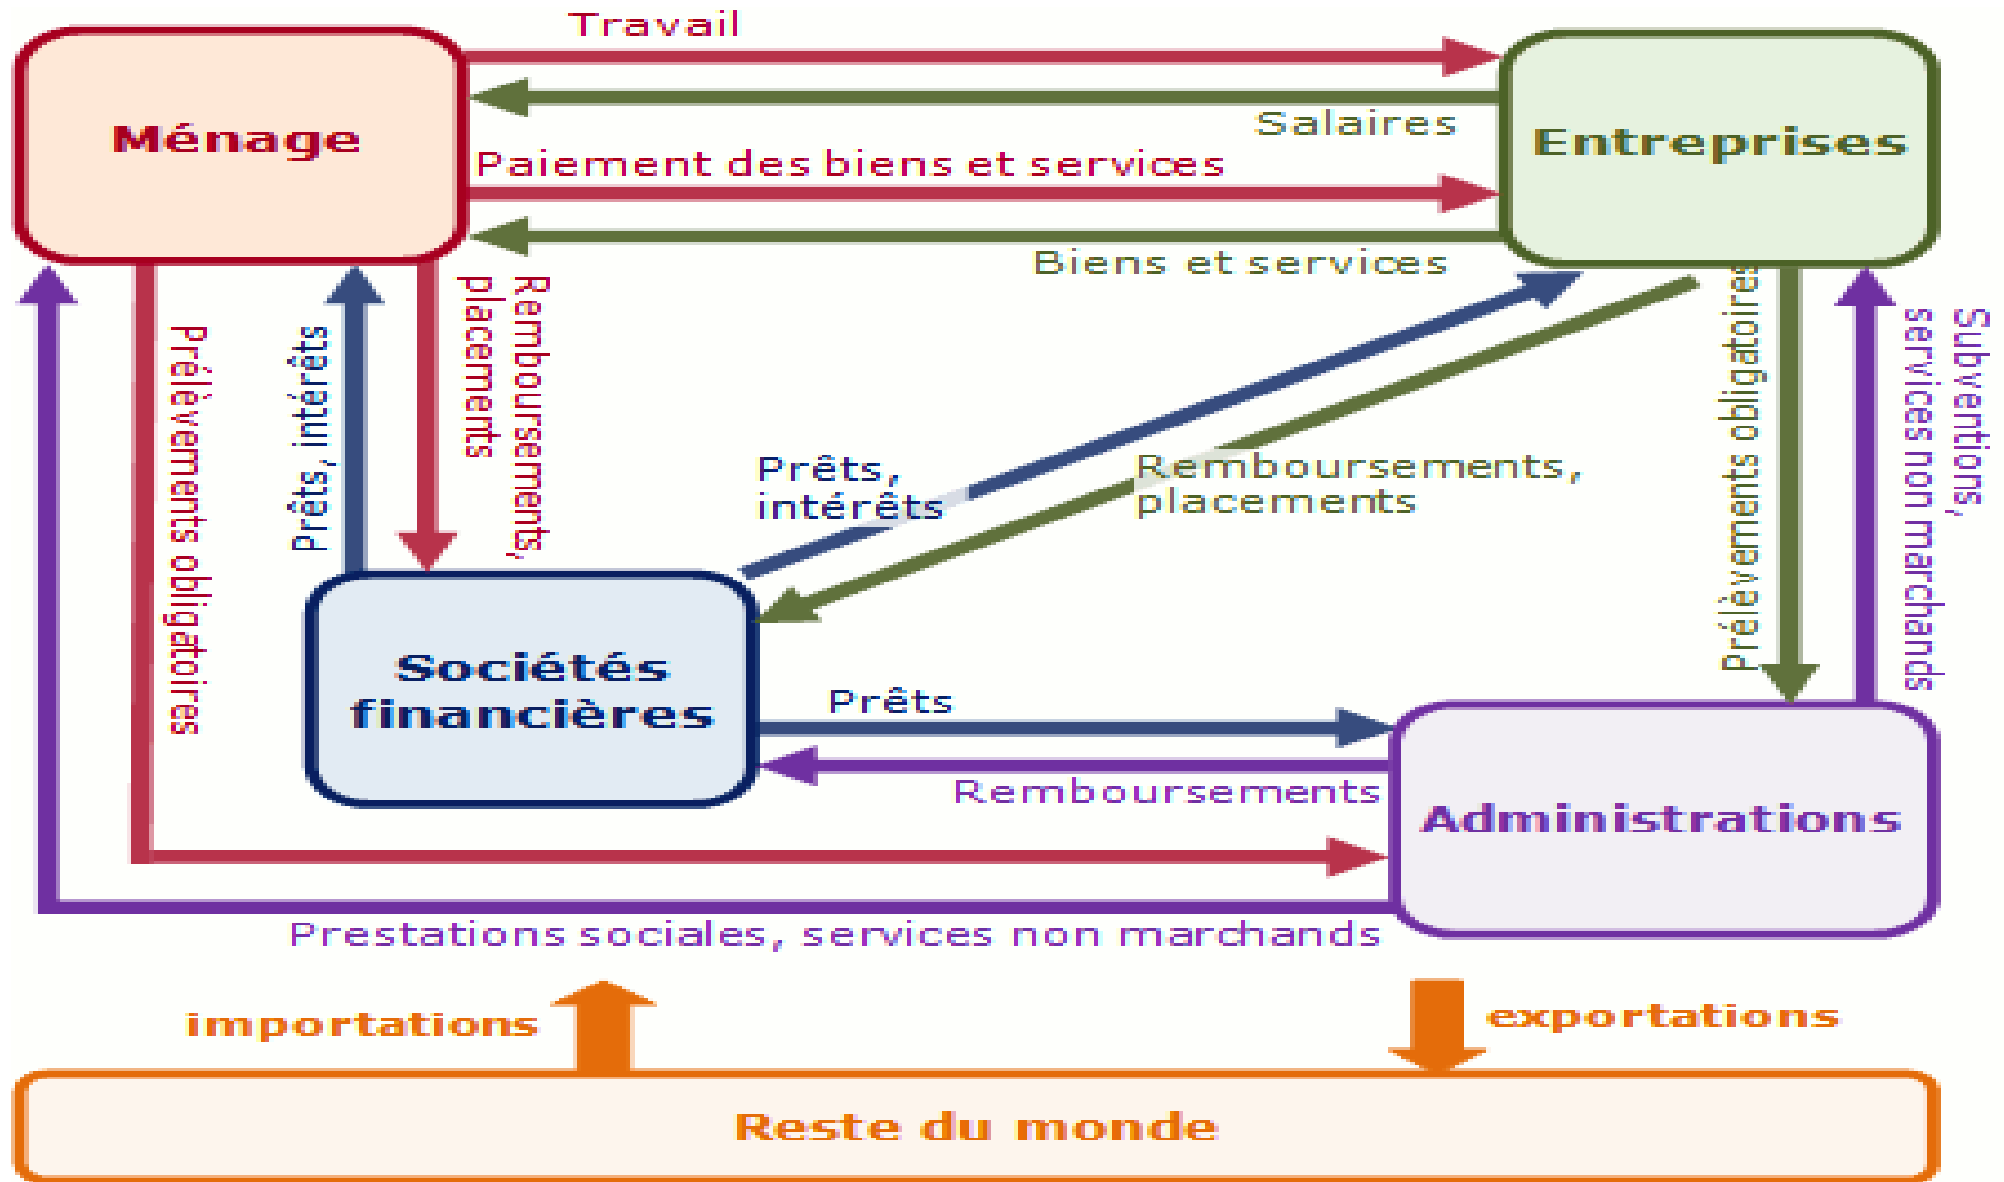 Travail
Ménage
Entreprises
Salaires
Paiement des biens et services
Biens et services
Remboursements,
placements
Prêts, intérêts
Prélèvements obligatoires
Prêts,
intérêts
Remboursements,
placements
Prélèvements obligatoires
Subventions,
services non marchands
Sociétés
financières
Prêts
Remboursements
Administrations
Prestations sociales, services non marchands
importations
exportations
Reste du monde